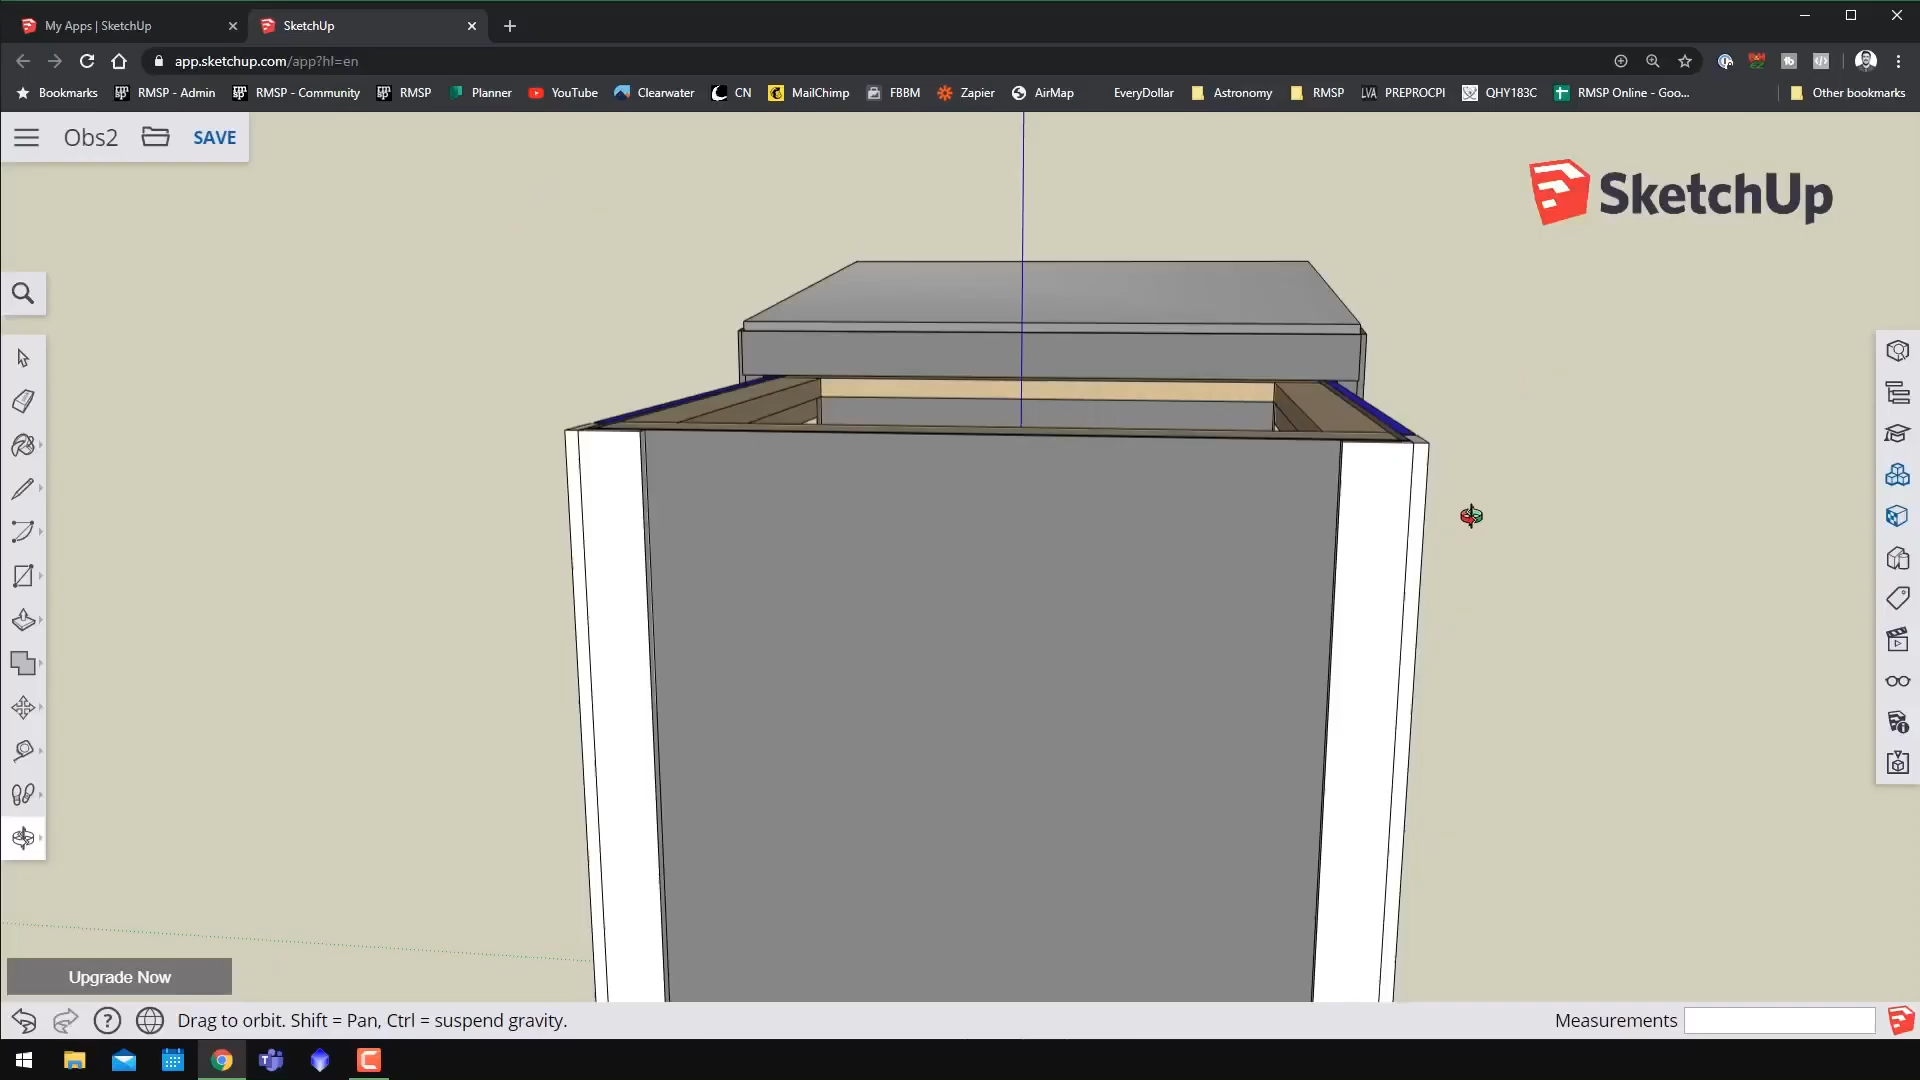 My Apps | SketchUp
SketchUp
app.sketchup.com/app?hl=en
Bookmarks RMSP - Admin RMSP - Community RMSP Planner YouTube Clearwater CN MailChimp FBBM Zapier AirMap EveryDollar Astronomy RMSP LVA PREPROCPI QHY183C RMSP Online - Goo... Other bookmarks
Obs2 SAVE
SketchUp
Upgrade Now
Drag to orbit. Shift = Pan, Ctrl = suspend gravity.
Measurements